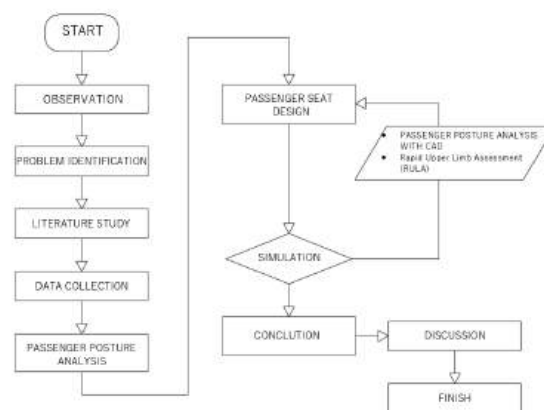 START
OBSERVATION
PROBLEM IDENTIFICATION
LITERATURE STUDY
DATA COLLECTION
PASSENGER POSTURE
ANALYSIS
PASSENGER SEAT
DESIGN
• PASSENGER POSTURE ANALYSIS
WITH CAD
• Rapid Upper Limb Assessment
(RULA)
SIMULATION
CONCLUTION
DISCUSSION
FINISH